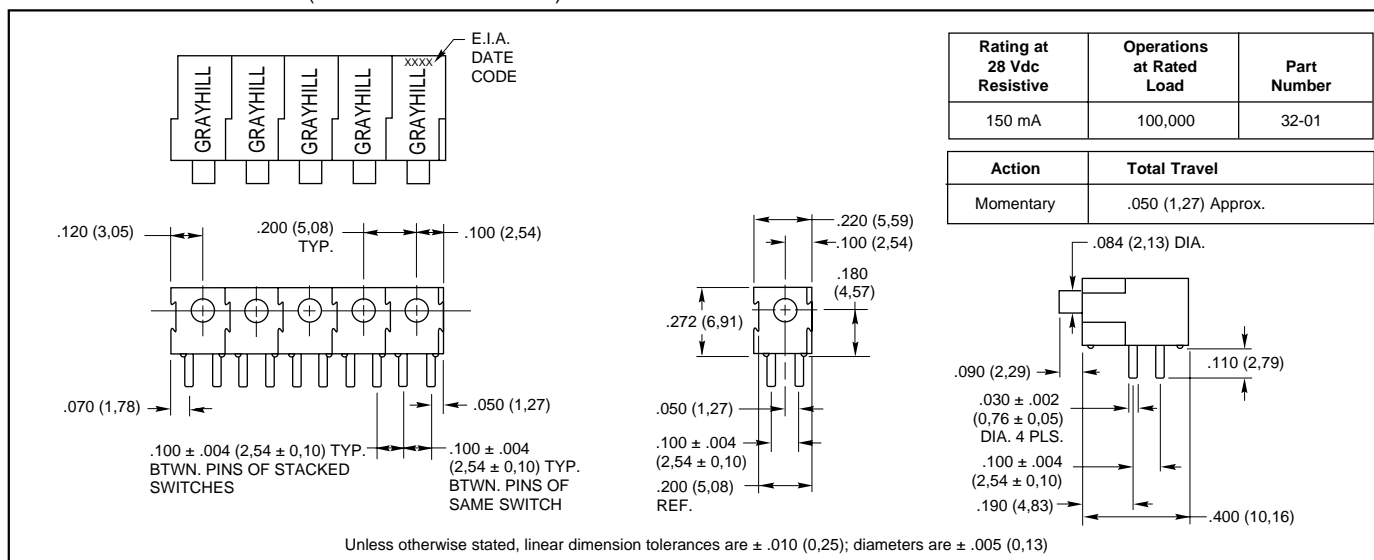 E.I.A.
DATE
CODE
XXXX
GRAYHILL
GRAYHILL
GRAYHILL
GRAYHILL
GRAYHILL
Rating at
28 Vdc
Resistive
Operations
at Rated
Load
Part
Number
150 mA
100,000
32-01
Action
Total Travel
Momentary
.050 (1,27) Approx.
.120 (3,05)
.200 (5,08)
TYP.
.100 (2,54)
.070 (1,78)
.050 (1,27)
.100 ± .004 (2,54 ± 0,10) TYP.
BTWN. PINS OF STACKED
SWITCHES
.100 ± .004
(2,54 ± 0,10) TYP.
BTWN. PINS OF
SAME SWITCH
.220 (5,59)
.100 (2,54)
.180
(4,57)
.272 (6,91)
.050 (1,27)
.100 ± .004
(2,54 ± 0,10)
.200 (5,08)
REF.
.084 (2,13) DIA.
.090 (2,29)
.110 (2,79)
.030 ± .002
(0,76 ± 0,05)
DIA. 4 PLS.
.100 ± .004
(2,54 ± 0,10)
.190 (4,83)
.400 (10,16)
Unless otherwise stated, linear dimension tolerances are ± .010 (0,25); diameters are ± .005 (0,13)